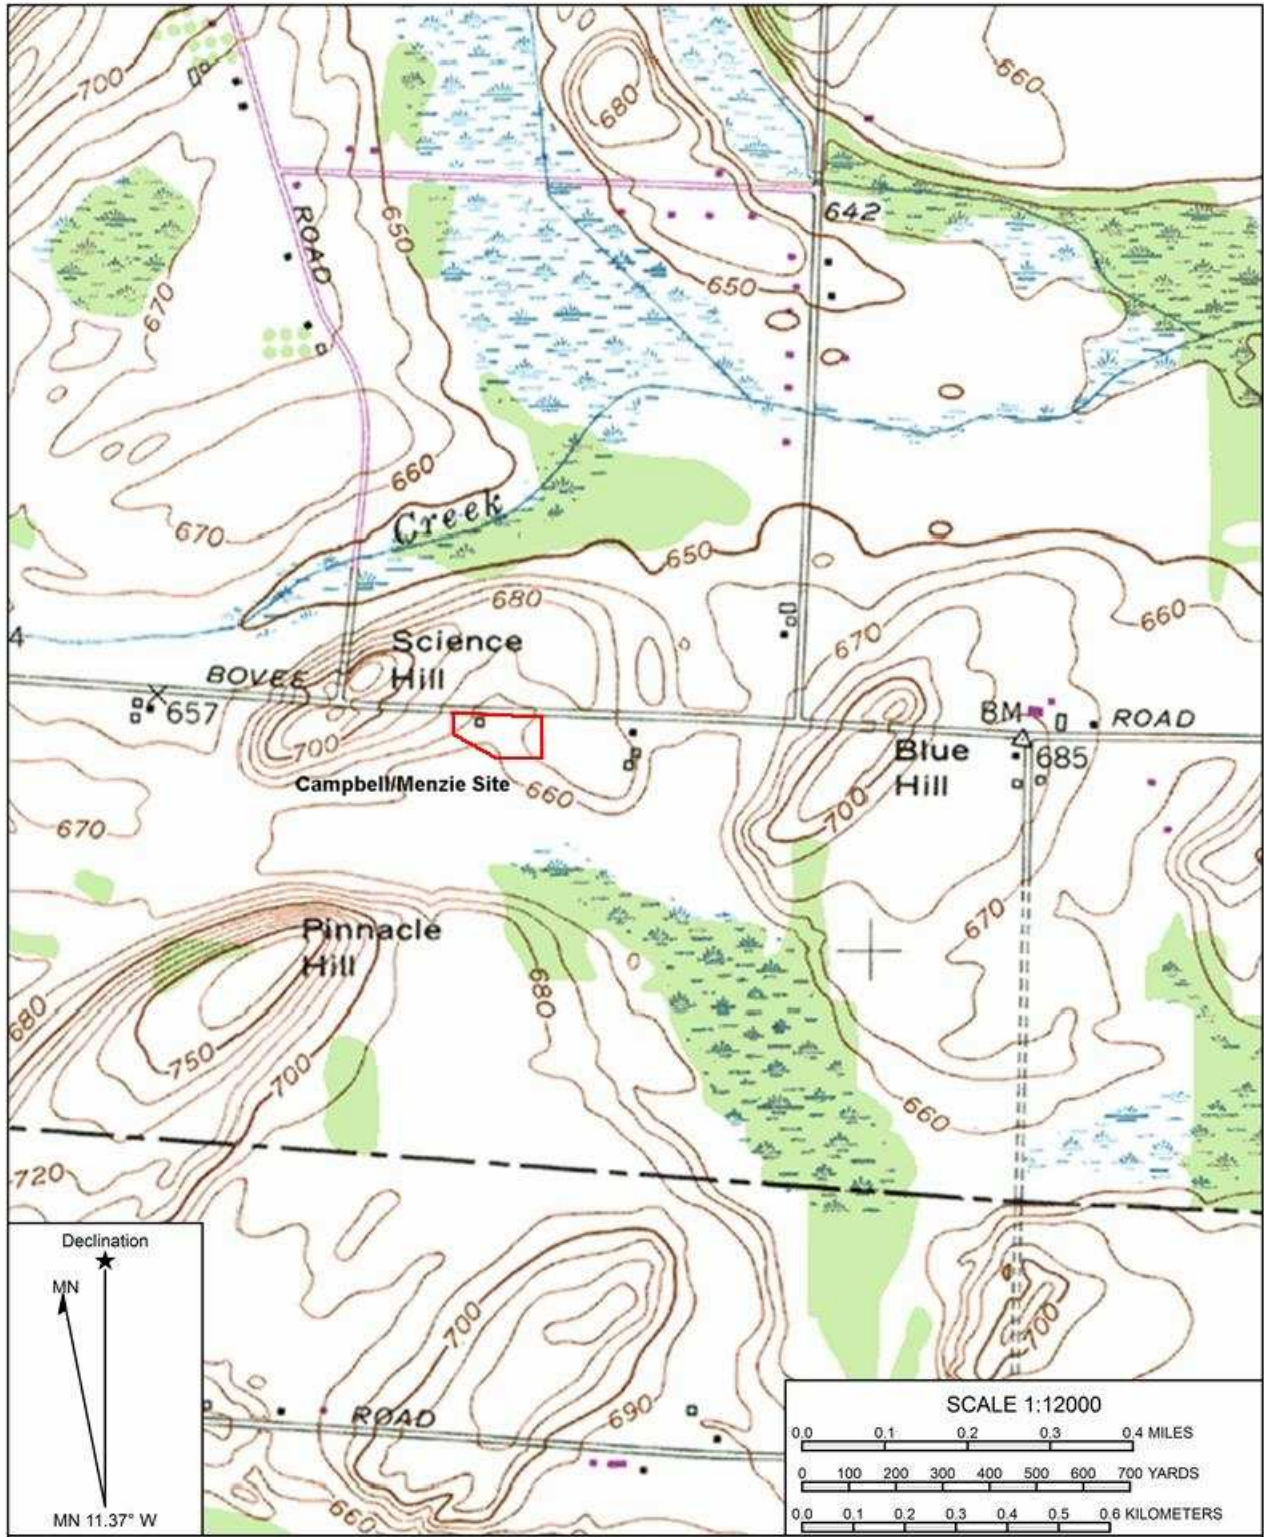 700
660
680
ROAD
650
642
670
650
660
670
Creek
650
680
660
Science
Hill
670
BOVEE
657
BM
ROAD
700
Blue
Hill
685
Campbell/Menzie Site
660
700
670
670
Pinnacle
Hill
680
680
750
700
660
720
Declination
MN
MN 11.37° W
700
700
ROAD
690
660
SCALE 1:12000
0.0 0.1 0.2 0.3 0.4 MILES
0 100 200 300 400 500 600 700 YARDS
0.0 0.1 0.2 0.3 0.4 0.5 0.6 KILOMETERS